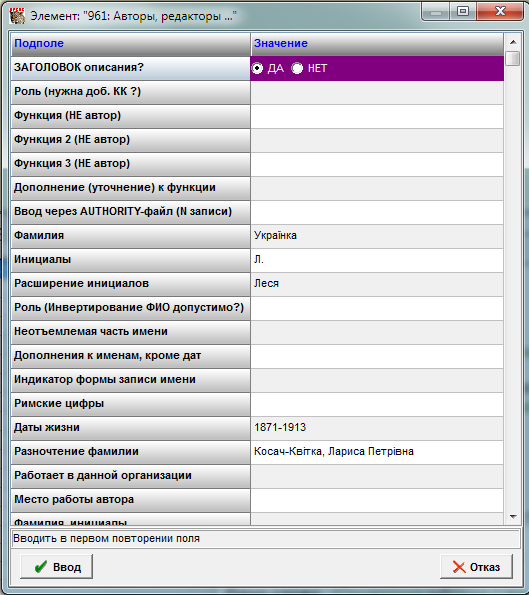 Элемент: "961: Авторы, редакторы ..."
Подполе Значение
ЗАГОЛОВОК описания? ДА НЕТ
Роль (нужна доб. КК ?)
Функция (НЕ автор)
Функция 2 (НЕ автор)
Функция 3 (НЕ автор)
Дополнение (уточнение) к функции
Ввод через AUTHORITY-файл (N записи)
Фамилия Українка
Инициалы Л.
Расширение инициалов Леся
Роль (Инвертирование ФИО допустимо?)
Неотъемлемая часть имени
Дополнения к именам, кроме дат
Индикатор формы записи имени
Римские цифры
Даты жизни 1871-1913
Разночтение фамилии Косач-Квітка, Лариса Петрівна
Работает в данной организации
Место работы автора
Фамилия, инициалы
Вводить в первом повторении поля
Ввод Отказ